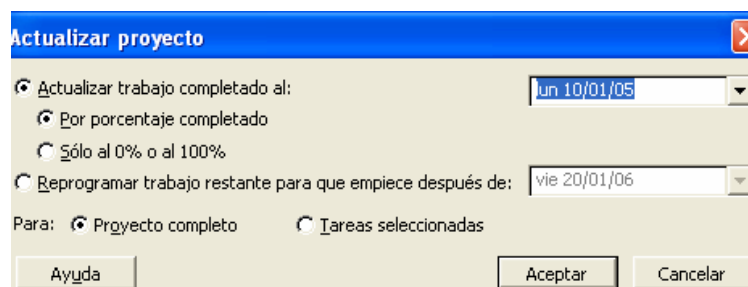 Actualizar proyecto
Actualizar trabajo completado al: lun 10/01/05
Por porcentaje completado
Sólo al 0% o al 100%
Reprogramar trabajo restante para que empiece después de: vie 20/01/06
Para: Proyecto completo Tareas seleccionadas
Ayuda Aceptar Cancelar